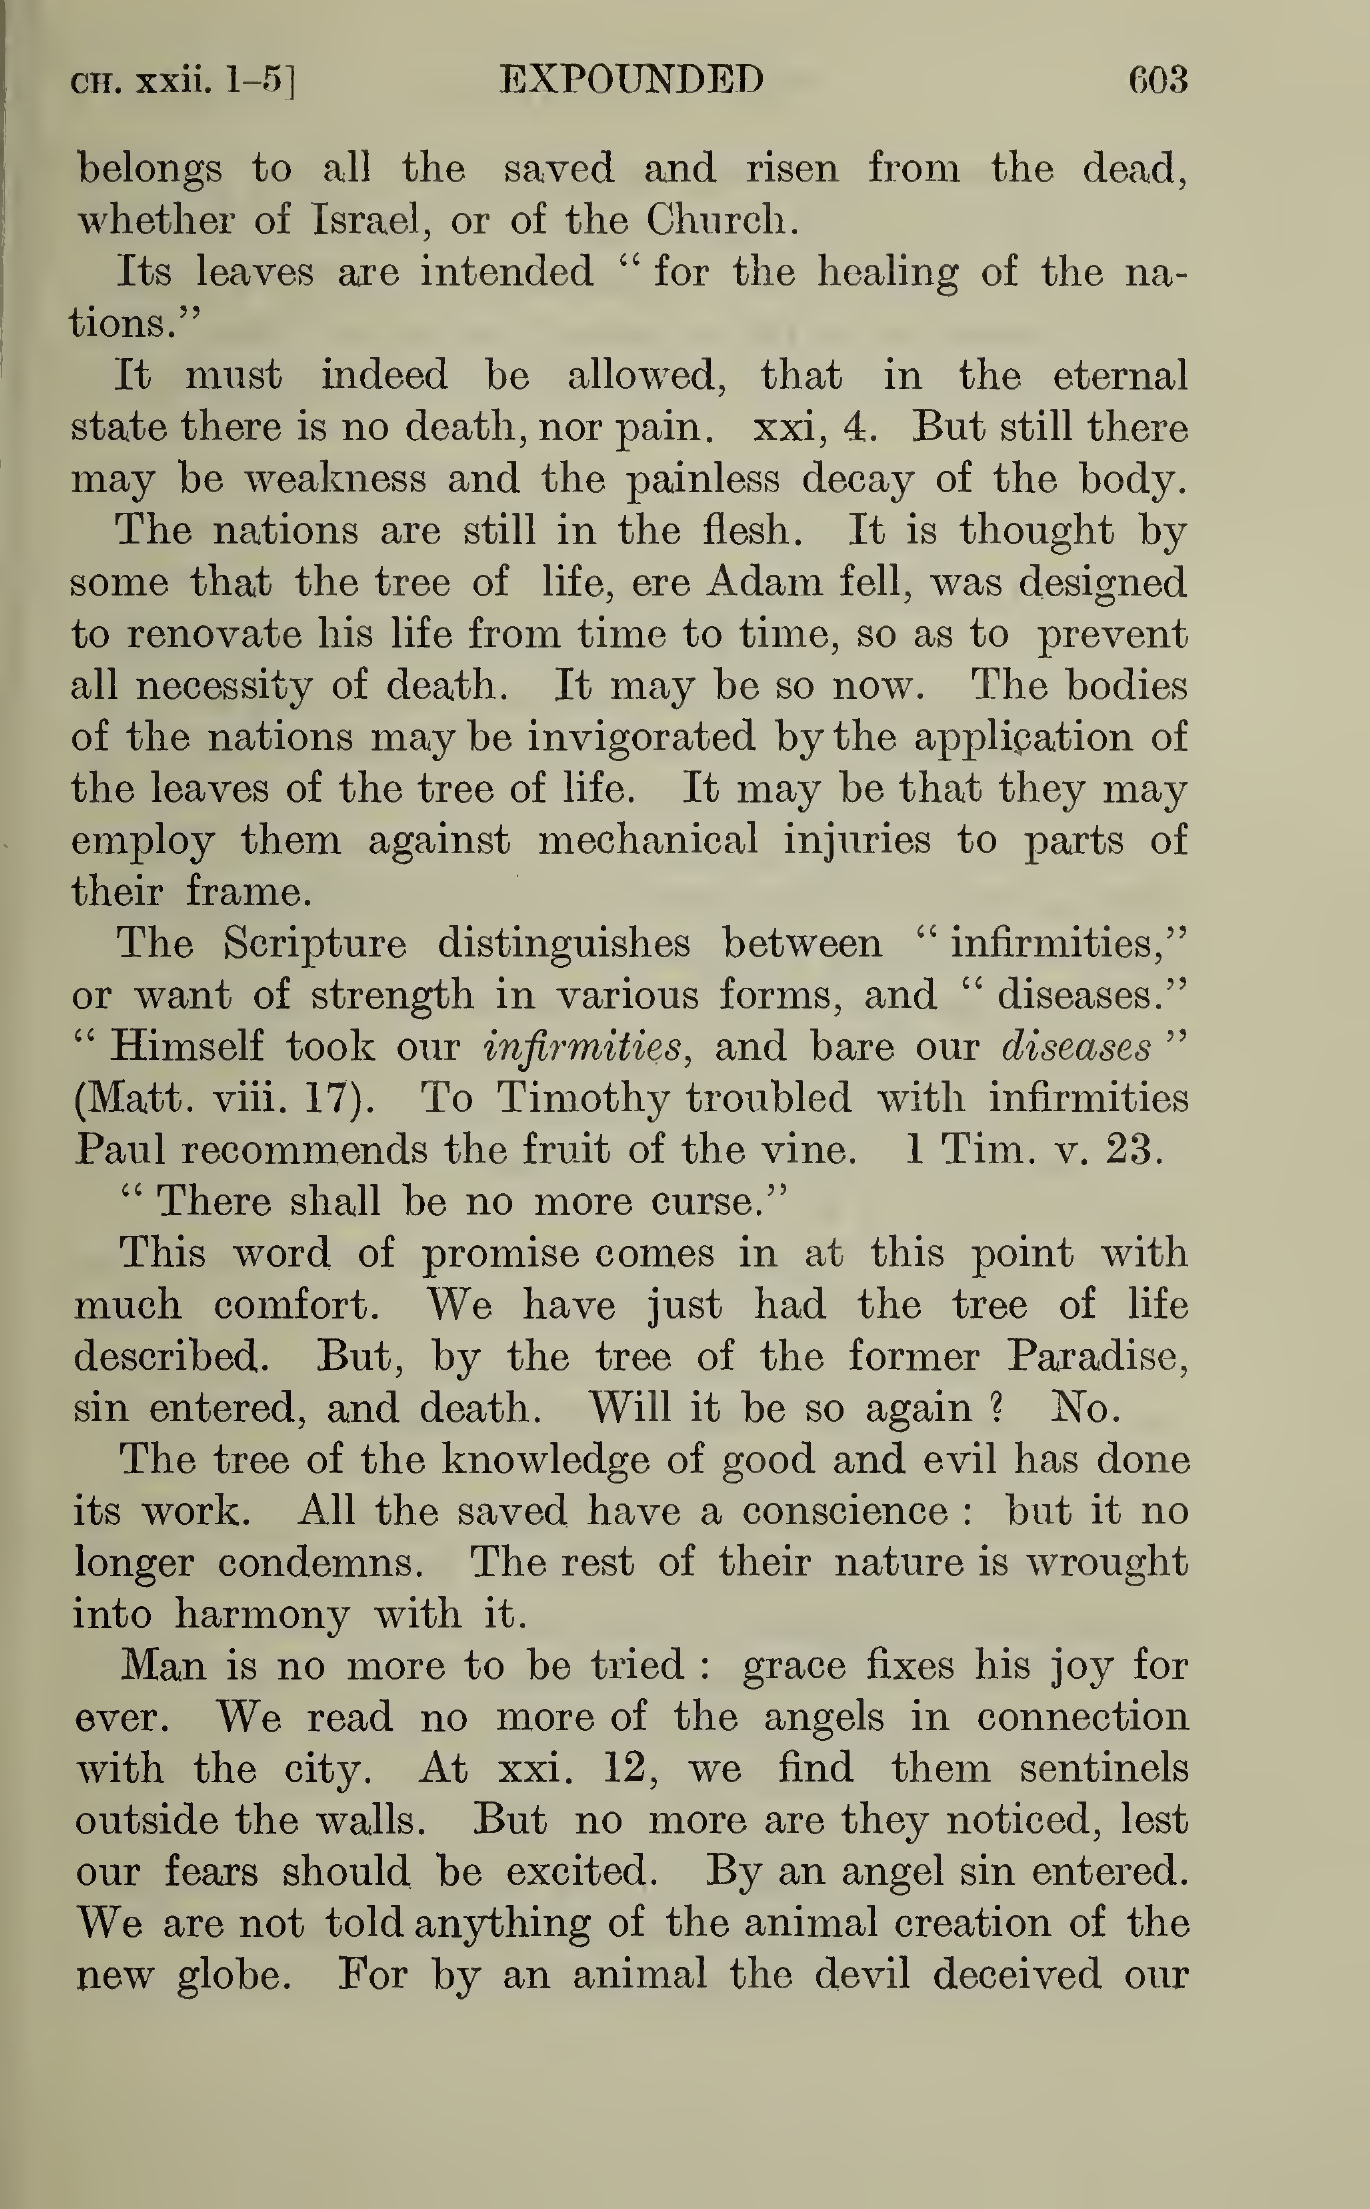 CH. xxii. 1–5] EXPOUNDED 603
belongs to all the saved and risen from the dead,
whether of Israel, or of the Church.
Its leaves are intended “ for the healing of the na-
tions.”
It must indeed be allowed, that in the eternal
state there is no death, nor pain. xxi, 4. But still there
may be weakness and the painless decay of the body.
The nations are still in the flesh. It is thought by
some that the tree of life, ere Adam fell, was designed
to renovate his life from time to time, so as to prevent
all necessity of death. It may be so now. The bodies
of the nations may be invigorated by the application of
the leaves of the tree of life. It may be that they may
employ them against mechanical injuries to parts of
their frame.
The Scripture distinguishes between “ infirmities,”
or want of strength in various forms, and “ diseases.”
“ Himself took our infirmities, and bare our diseases ”
(Matt. viii. 17). To Timothy troubled with infirmities
Paul recommends the fruit of the vine. 1 Tim. v. 23.
“ There shall be no more curse.”
This word of promise comes in at this point with
much comfort. We have just had the tree of life
described. But, by the tree of the former Paradise,
sin entered, and death. Will it be so again ? No.
The tree of the knowledge of good and evil has done
its work. All the saved have a conscience : but it no
longer condemns. The rest of their nature is wrought
into harmony with it.
Man is no more to be tried : grace fixes his joy for
ever. We read no more of the angels in connection
with the city. At xxi. 12, we find them sentinels
outside the walls. But no more are they noticed, lest
our fears should be excited. By an angel sin entered.
We are not told anything of the animal creation of the
new globe. For by an animal the devil deceived our